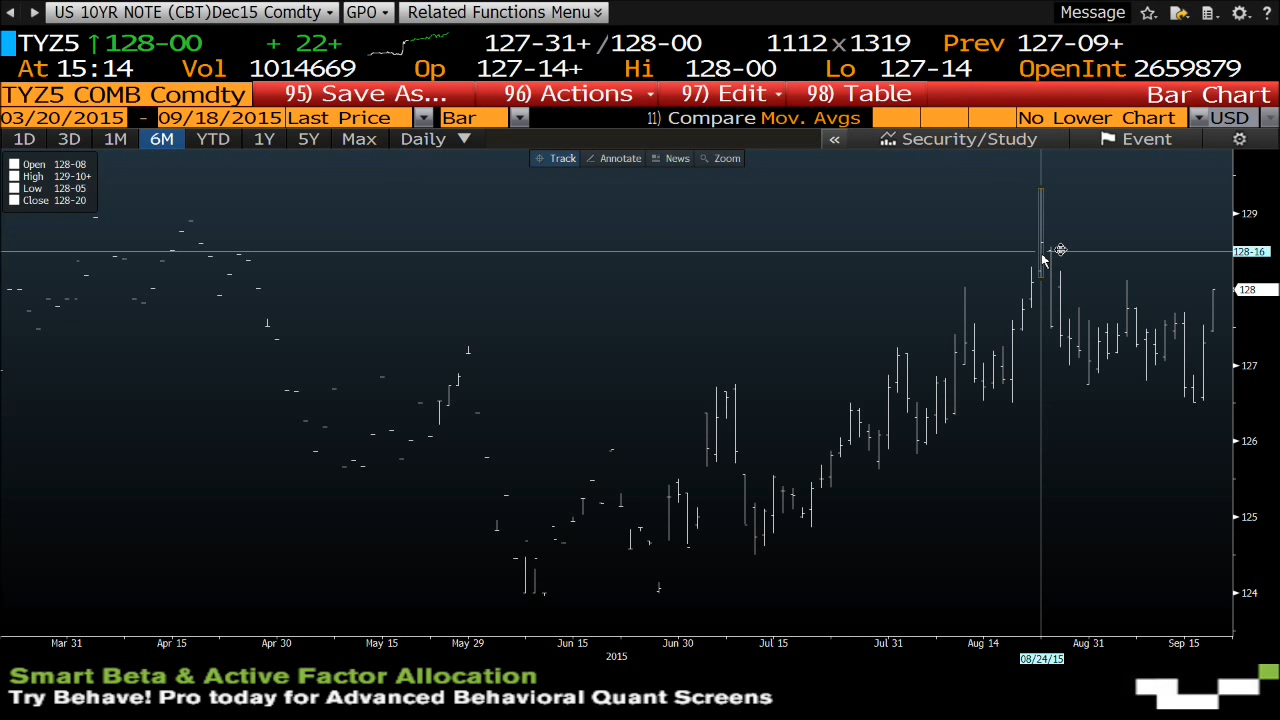 US 10YR NOTE (CBT)Dec15 Comdty GPO Related Functions Menu Message ?
TYZ5 ↑128-00 + 22+ 127-31+/128-00 1112x1319 Prev 127-09+
At 15:14 Vol 1014669 Op 127-14+ Hi 128-00 Lo 127-14 OpenInt 2659879
TYZ5 COMB Comdty 95) Save As... 96) Actions 97) Edit 98) Table Bar Chart
03/20/2015 - 09/18/2015 Last Price Bar 11) Compare Mov. Avgs No Lower Chart USD
1D 3D 1M 6M YTD 1Y 5Y Max Daily ▼ « Security/Study Event
Track Annotate News Zoom
Open 128-08
High 129-10+
Low 128-05
Close 128-20
129
128-16
128
127
126
125
124
Mar 31 Apr 15 Apr 30 May 15 May 29 Jun 15 Jun 30 Jul 15 Jul 31 Aug 14 Aug 31 Sep 15
2015 08/24/15
Smart Beta & Active Factor Allocation
Try Behave! Pro today for Advanced Behavioral Quant Screens